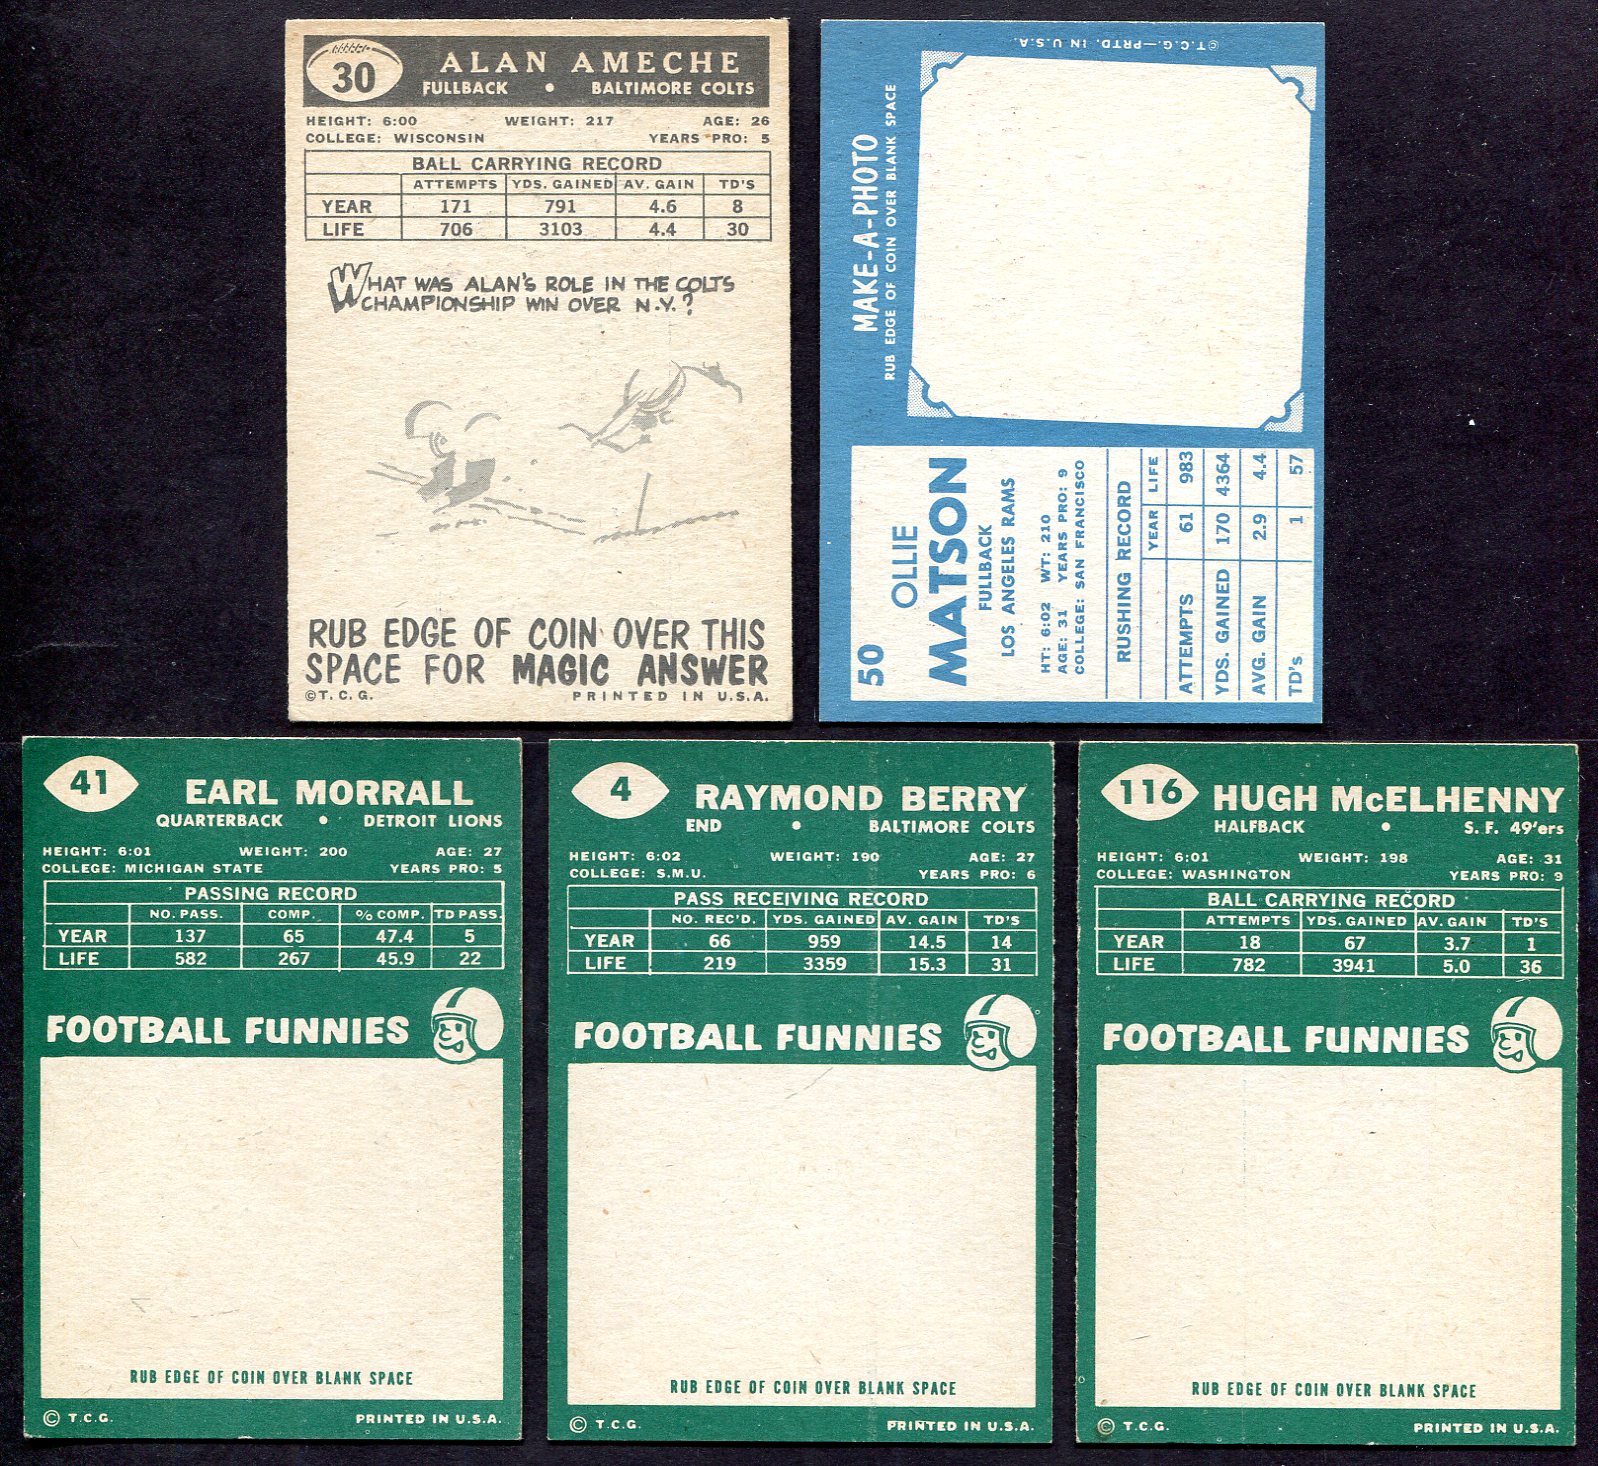 30
ALAN AMECHE
FULLBACK • BALTIMORE COLTS
HEIGHT: 6:00 WEIGHT: 217 AGE: 26
COLLEGE: WISCONSIN YEARS PRO: 5
BALL CARRYING RECORD
ATTEMPTS YDS. GAINED AV. GAIN TD'S
YEAR 171 791 4.6 8
LIFE 706 3103 4.4 30
WHAT WAS ALAN'S ROLE IN THE COLTS
CHAMPIONSHIP WIN OVER N.Y.?
RUB EDGE OF COIN OVER THIS
SPACE FOR MAGIC ANSWER
©T. C. G. PRINTED IN U.S.A.
©T.C.G.—PRTD. IN U.S.A.
MAKE-A-PHOTO
RUB EDGE OF COIN OVER BLANK SPACE
50
OLLIE
MATSON
FULLBACK
LOS ANGELES RAMS
HT: 6:02 WT: 210
AGE: 31 YEARS PRO: 9
COLLEGE: SAN FRANCISCO
RUSHING RECORD
YEAR LIFE
ATTEMPTS 61 983
YDS. GAINED 170 4364
AVG. GAIN 2.9 4.4
TD's 1 57
41
EARL MORRALL
QUARTERBACK • DETROIT LIONS
HEIGHT: 6:01 WEIGHT: 200 AGE: 27
COLLEGE: MICHIGAN STATE YEARS PRO: 5
PASSING RECORD
NO. PASS. COMP. % COMP. TD PASS.
YEAR 137 65 47.4 5
LIFE 582 267 45.9 22
FOOTBALL FUNNIES
RUB EDGE OF COIN OVER BLANK SPACE
© T.C.G. PRINTED IN U.S.A.
4
RAYMOND BERRY
END • BALTIMORE COLTS
HEIGHT: 6:02 WEIGHT: 190 AGE: 27
COLLEGE: S.M.U. YEARS PRO: 6
PASS RECEIVING RECORD
NO. REC'D. YDS. GAINED AV. GAIN TD'S
YEAR 66 959 14.5 14
LIFE 219 3359 15.3 31
FOOTBALL FUNNIES
RUB EDGE OF COIN OVER BLANK SPACE
© T.C.G. PRINTED IN U.S.A.
116
HUGH McELHENNY
HALFBACK • S. F. 49'ers
HEIGHT: 6:01 WEIGHT: 198 AGE: 31
COLLEGE: WASHINGTON YEARS PRO: 9
BALL CARRYING RECORD
ATTEMPTS YDS. GAINED AV. GAIN TD'S
YEAR 18 67 3.7 1
LIFE 782 3941 5.0 36
FOOTBALL FUNNIES
RUB EDGE OF COIN OVER BLANK SPACE
© T.C.G. PRINTED IN U.S.A.